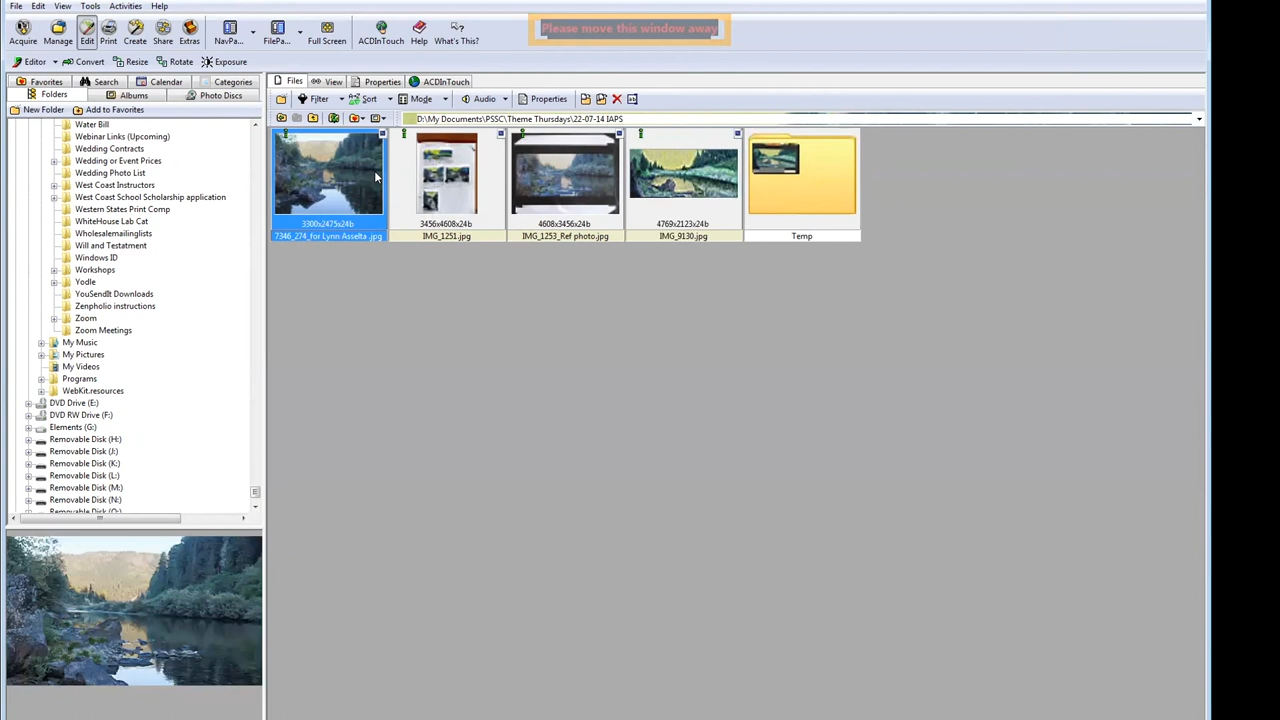 File Edit View Tools Activities Help
Please move this window away
Acquire Manage Edit Print Create Share Extras NavPa... FilePa... Full Screen ACDInTouch Help What's This?
Editor Convert Resize Rotate Exposure
Favorites Search Calendar Categories
Folders Albums Photo Discs
New Folder Add to Favorites
Water Bill
Webinar Links (Upcoming)
Wedding Contracts
Wedding or Event Prices
Wedding Photo List
West Coast Instructors
West Coast School Scholarship application
Western States Print Comp
WhiteHouse Lab Cat
Wholesalemailinglists
Will and Testatment
Windows ID
Workshops
Yodle
YouSendIt Downloads
Zenpholio instructions
Zoom
Zoom Meetings
My Music
My Pictures
My Videos
Programs
WebKit.resources
DVD Drive (E:)
DVD RW Drive (F:)
Elements (G:)
Removable Disk (H:)
Removable Disk (J:)
Removable Disk (K:)
Removable Disk (L:)
Removable Disk (M:)
Removable Disk (N:)
Removable Disk (O:)
Files View Properties ACDInTouch
Filter Sort Mode Audio Properties
D:\My Documents\PSSC\Theme Thursdays\22-07-14 IAPS
3300x2475x24b 3456x4608x24b 4608x3456x24b 4769x2123x24b
7346_274_for Lynn Asselta .jpg IMG_1251.jpg IMG_1253_Ref photo.jpg IMG_9130.jpg Temp